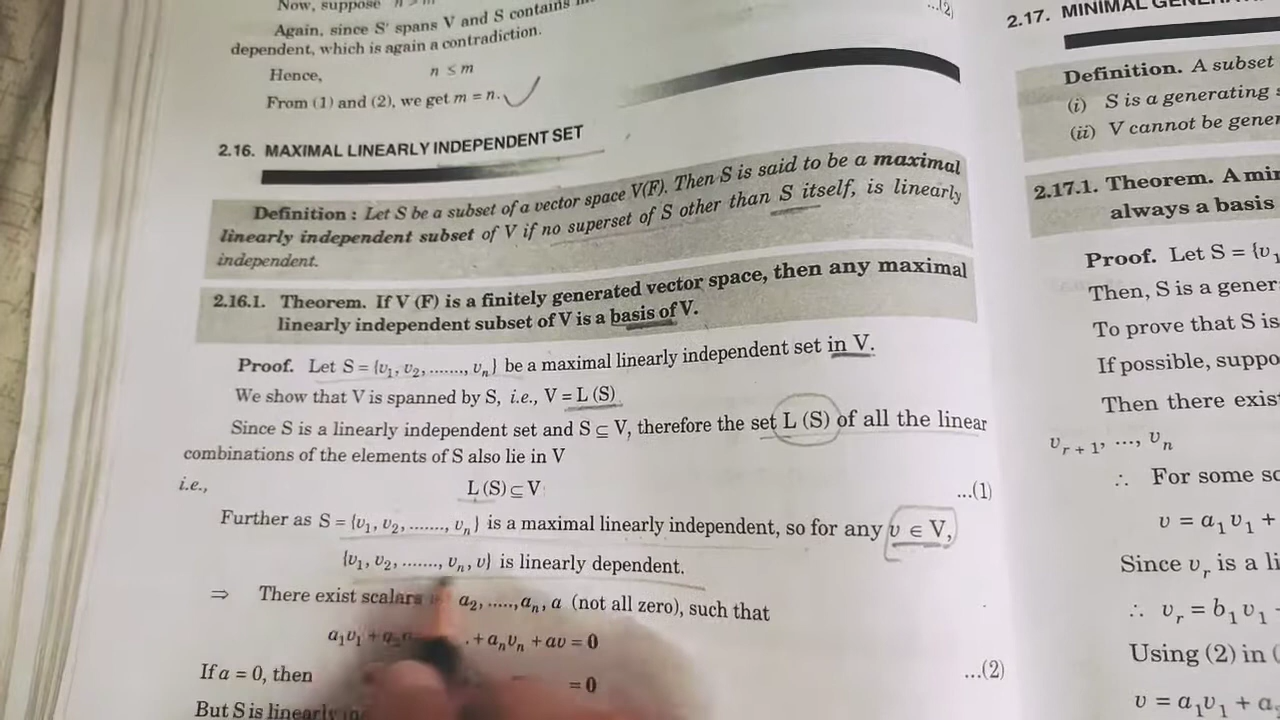 Now, suppose n > m
Again, since S' spans V and S contains
...(2)
dependent, which is again a contradiction.
Hence, n ≤ m
From (1) and (2), we get m = n.
2.16. MAXIMAL LINEARLY INDEPENDENT SET
Definition : Let S be a subset of a vector space V(F). Then S is said to be a maximal
linearly independent subset of V if no superset of S other than S itself, is linearly
independent.
2.16.1. Theorem. If V (F) is a finitely generated vector space, then any maximal
linearly independent subset of V is a basis of V.
Proof. Let S = {v₁, v₂, ......., vₙ} be a maximal linearly independent set in V.
We show that V is spanned by S, i.e., V = L (S)
Since S is a linearly independent set and S ⊆ V, therefore the set L (S) of all the linear
combinations of the elements of S also lie in V
i.e., L (S) ⊆ V ...(1)
Further as S = {v₁, v₂, ......., vₙ} is a maximal linearly independent, so for any v ∈ V,
{v₁, v₂, ......., vₙ, v} is linearly dependent.
⇒ There exist scalars a₂, ....., aₙ, a (not all zero), such that
a₁v₁ + + aₙvₙ + av = 0
...(2)
If a = 0, then = 0
But S is linearly
2.17. MINIMAL
Definition. A subset
(i) S is a generating
(ii) V cannot be
2.17.1. Theorem. A
always a basis
Proof. Let S = {v₁
Then, S is a
To prove that S is
If possible,
Then there
vᵣ₊₁, ..., vₙ
∴ For some
v = a₁v₁ +
Since vᵣ is a
∴ vᵣ = b₁v₁
Using (2) in
v = a₁v₁ +